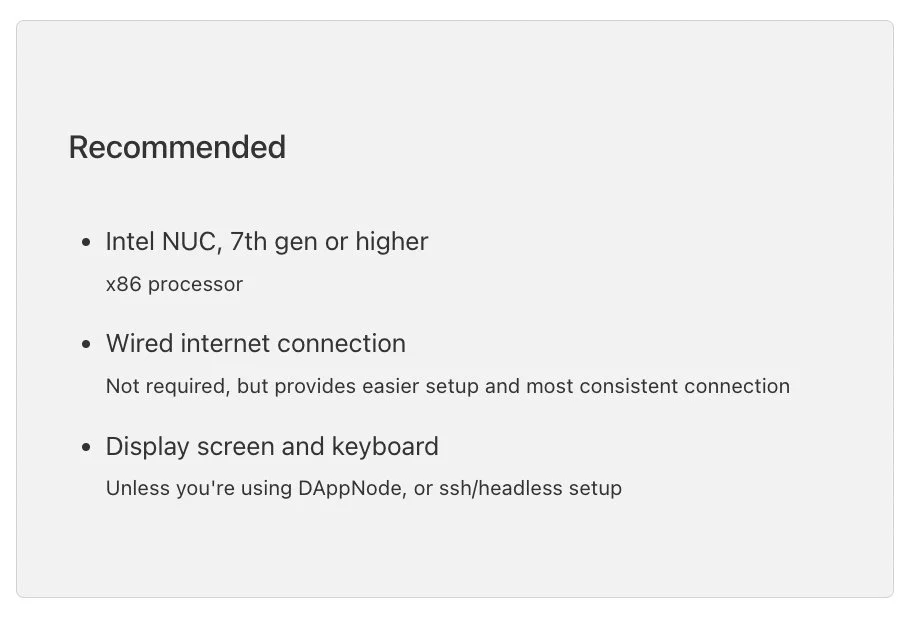 Recommended
Intel NUC, 7th gen or higher
x86 processor
Wired internet connection
Not required, but provides easier setup and most consistent connection
Display screen and keyboard
Unless you're using DAppNode, or ssh/headless setup